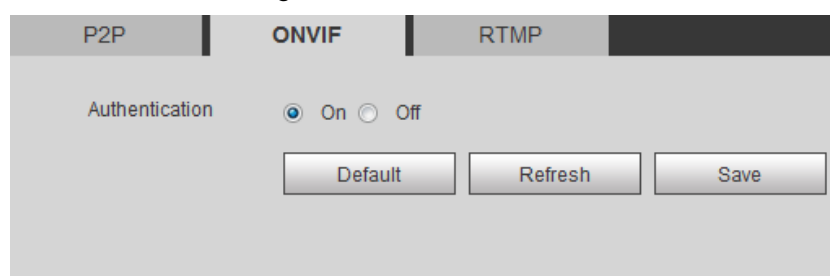 P2P ONVIF RTMP
Authentication On Off
Default Refresh Save